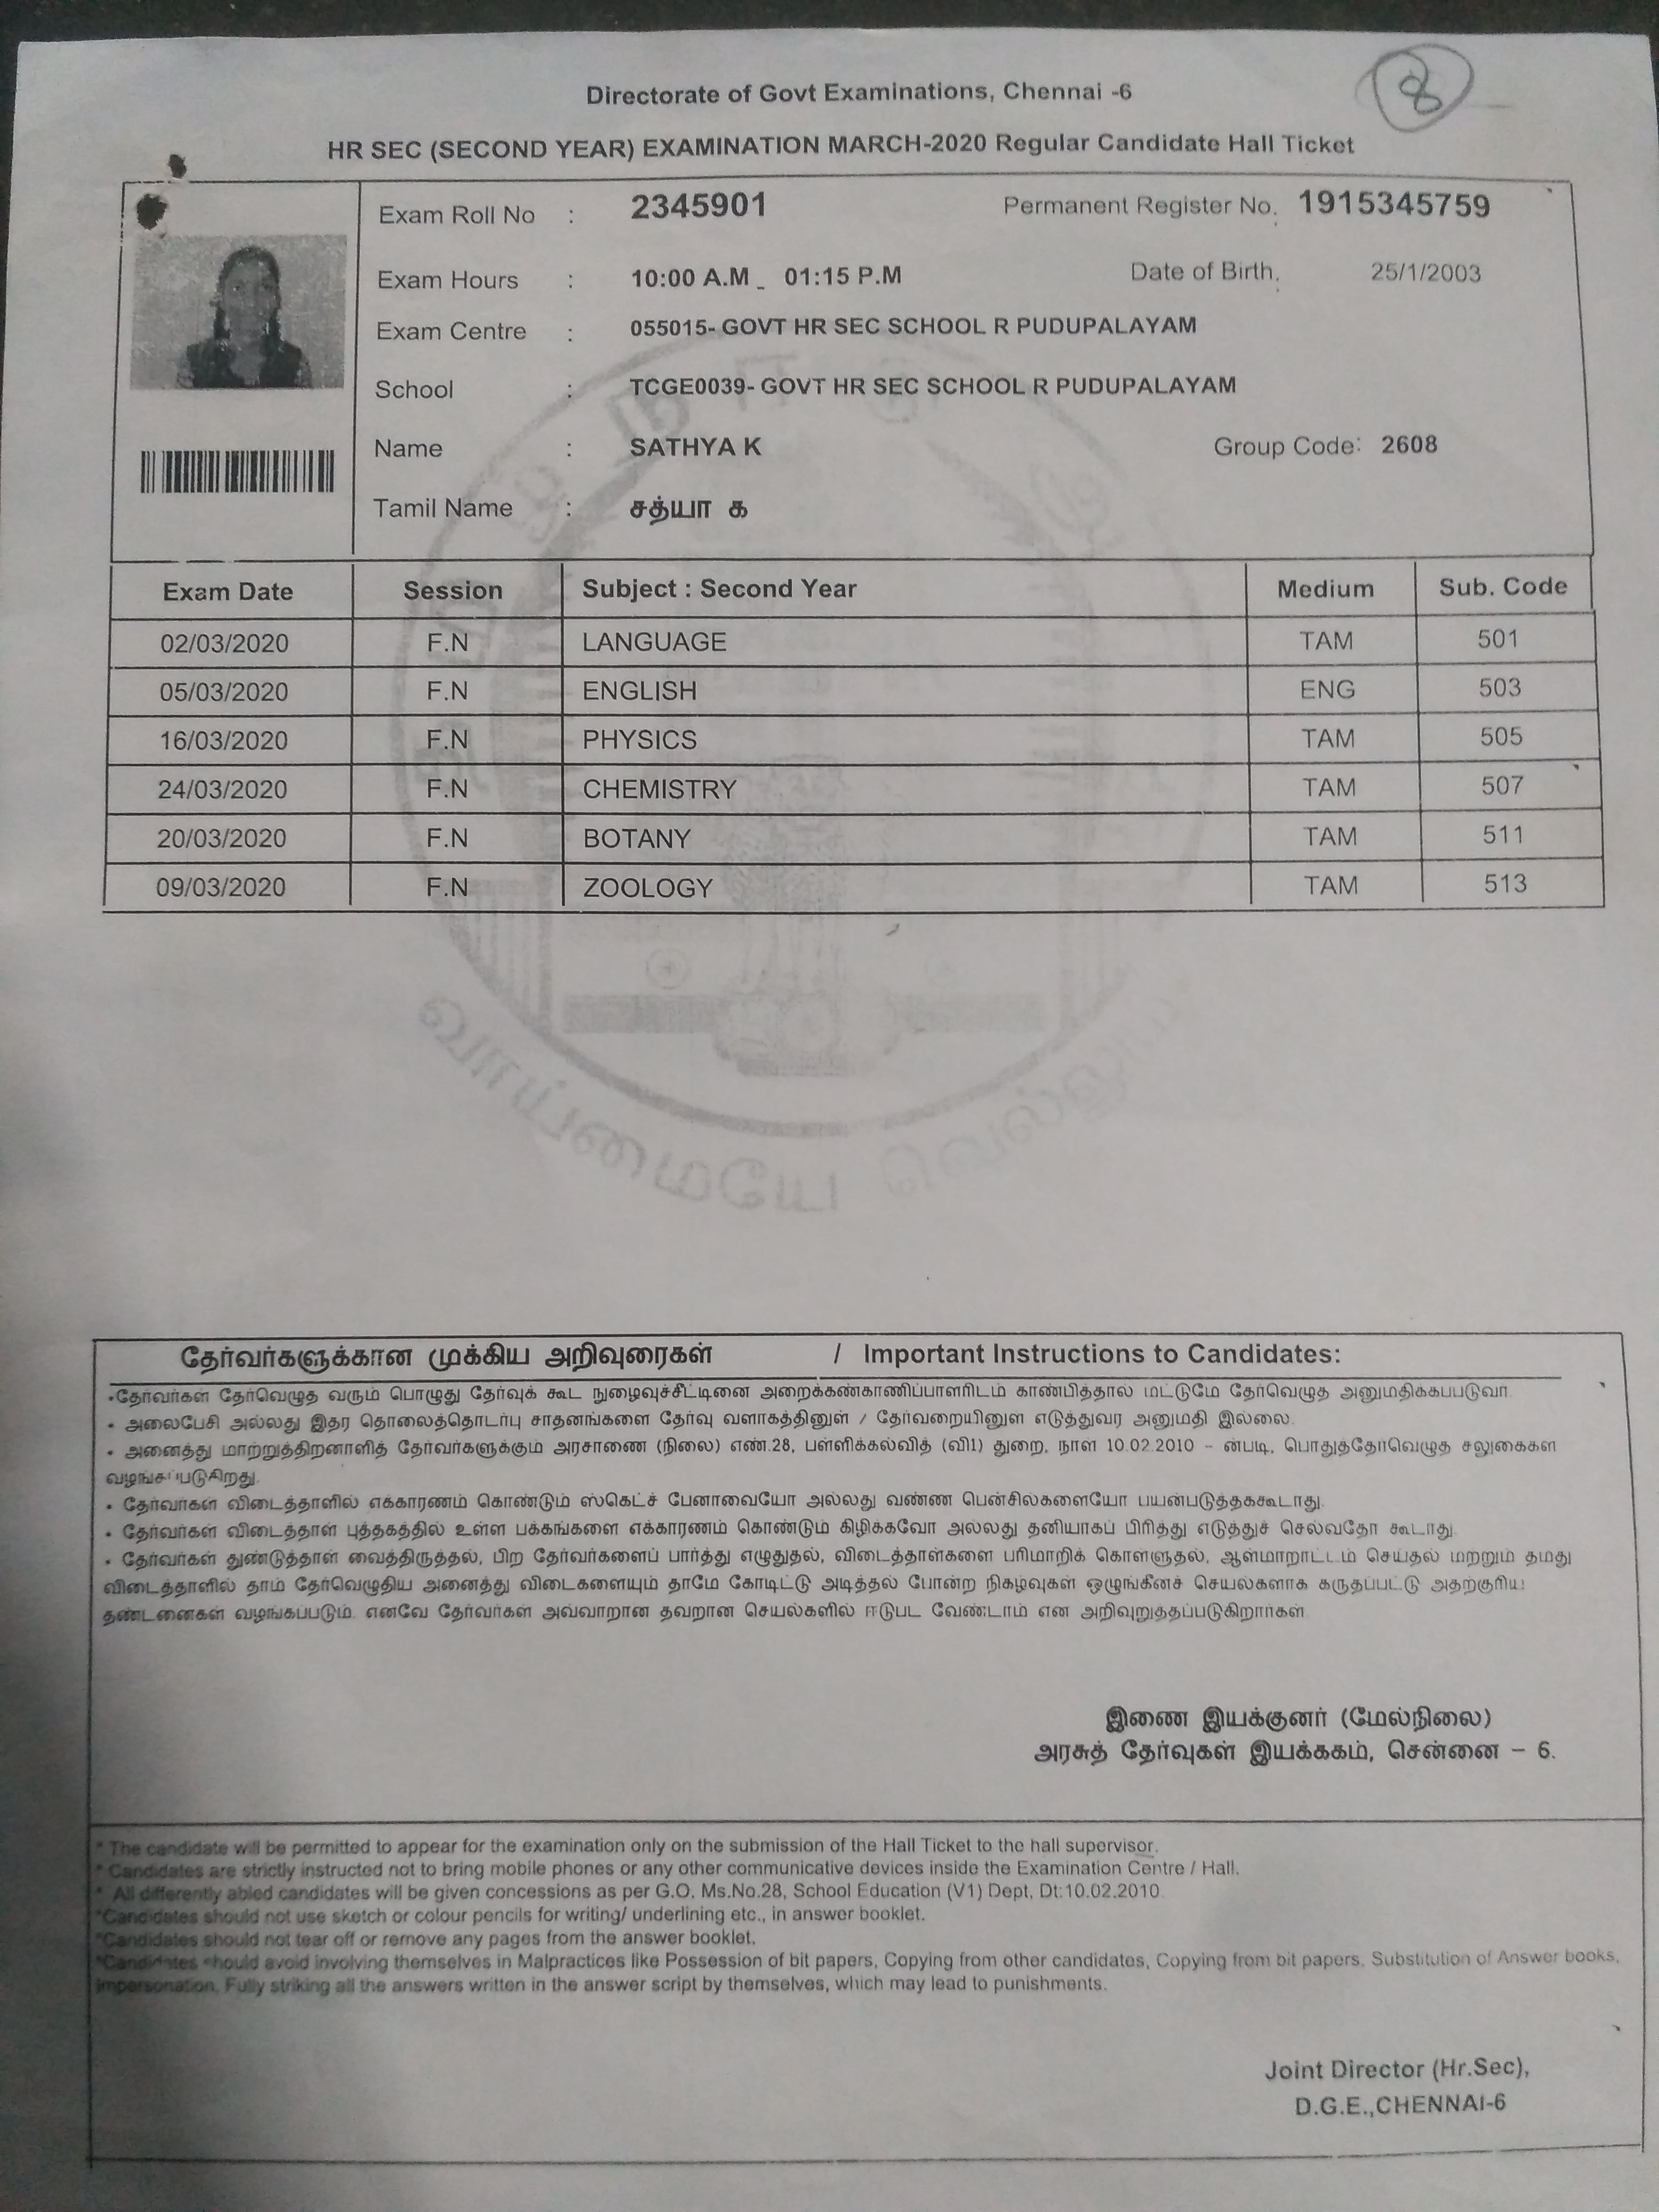 8
Directorate of Govt Examinations, Chennai -6
HR SEC (SECOND YEAR) EXAMINATION MARCH-2020 Regular Candidate Hall Ticket
Exam Roll No : 2345901 Permanent Register No. 1915345759
Exam Hours : 10:00 A.M _ 01:15 P.M Date of Birth. 25/1/2003
Exam Centre : 055015- GOVT HR SEC SCHOOL R PUDUPALAYAM
School : TCGE0039- GOVT HR SEC SCHOOL R PUDUPALAYAM
Name : SATHYA K Group Code: 2608
Tamil Name : சத்யா க
Exam Date Session Subject : Second Year Medium Sub. Code
02/03/2020 F.N LANGUAGE TAM 501
05/03/2020 F.N ENGLISH ENG 503
16/03/2020 F.N PHYSICS TAM 505
24/03/2020 F.N CHEMISTRY TAM 507
20/03/2020 F.N BOTANY TAM 511
09/03/2020 F.N ZOOLOGY TAM 513
வாய்மையே வெல்லும்
தேர்வர்களுக்கான முக்கிய அறிவுரைகள் / Important Instructions to Candidates:
•தேர்வர்கள் தேர்வெழுத வரும் பொழுது தேர்வுக் கூட நுழைவுச்சீட்டினை அறைக்கண்காணிப்பாளரிடம் காண்பித்தால் மட்டுமே தேர்வெழுத அனுமதிக்கப்படுவர்
• அலைபேசி அல்லது இதர தொலைத்தொடர்பு சாதனங்களை தேர்வு வளாகத்தினுள் / தேர்வறையினுள் எடுத்துவர அனுமதி இல்லை.
• அனைத்து மாற்றுத்திறனாளித் தேர்வர்களுக்கும் அரசாணை (நிலை) எண்.28, பள்ளிக்கல்வித் (வி1) துறை, நாள் 10.02.2010 – ன்படி, பொதுத்தேர்வெழுத சலுகைகள்
வழங்கப்படுகிறது.
• தேர்வர்கள் விடைத்தாளில் எக்காரணம் கொண்டும் ஸ்கெட்ச் பேனாவையோ அல்லது வண்ண பென்சில்களையோ பயன்படுத்தக்கூடாது.
• தேர்வர்கள் விடைத்தாள் புத்தகத்தில் உள்ள பக்கங்களை எக்காரணம் கொண்டும் கிழிக்கவோ அல்லது தனியாகப் பிரித்து எடுத்துச் செல்வதோ கூடாது.
• தேர்வர்கள் துண்டுத்தாள் வைத்திருத்தல், பிற தேர்வர்களைப் பார்த்து எழுதுதல், விடைத்தாள்களை பரிமாறிக் கொள்ளுதல், ஆள்மாறாட்டம் செய்தல் மற்றும் தமது
விடைத்தாளில் தாம் தேர்வெழுதிய அனைத்து விடைகளையும் தாமே கோடிட்டு அடித்தல் போன்ற நிகழ்வுகள் ஒழுங்கீனச் செயல்களாக கருதப்பட்டு அதற்குரிய
தண்டனைகள் வழங்கப்படும். எனவே தேர்வர்கள் அவ்வாறான தவறான செயல்களில் ஈடுபட வேண்டாம் என அறிவுறுத்தப்படுகிறார்கள்
இணை இயக்குனர் (மேல்நிலை)
அரசுத் தேர்வுகள் இயக்ககம், சென்னை – 6.
* The candidate will be permitted to appear for the examination only on the submission of the Hall Ticket to the hall supervisor.
* Candidates are strictly instructed not to bring mobile phones or any other communicative devices inside the Examination Centre / Hall.
* All differently abled candidates will be given concessions as per G.O. Ms.No.28, School Education (V1) Dept, Dt:10.02.2010.
*Candidates should not use sketch or colour pencils for writing/ underlining etc., in answer booklet.
*Candidates should not tear off or remove any pages from the answer booklet.
*Candidates should avoid involving themselves in Malpractices like Possession of bit papers, Copying from other candidates, Copying from bit papers, Substitution of Answer books,
Impersonation, Fully striking all the answers written in the answer script by themselves, which may lead to punishments.
Joint Director (Hr.Sec),
D.G.E.,CHENNAI-6